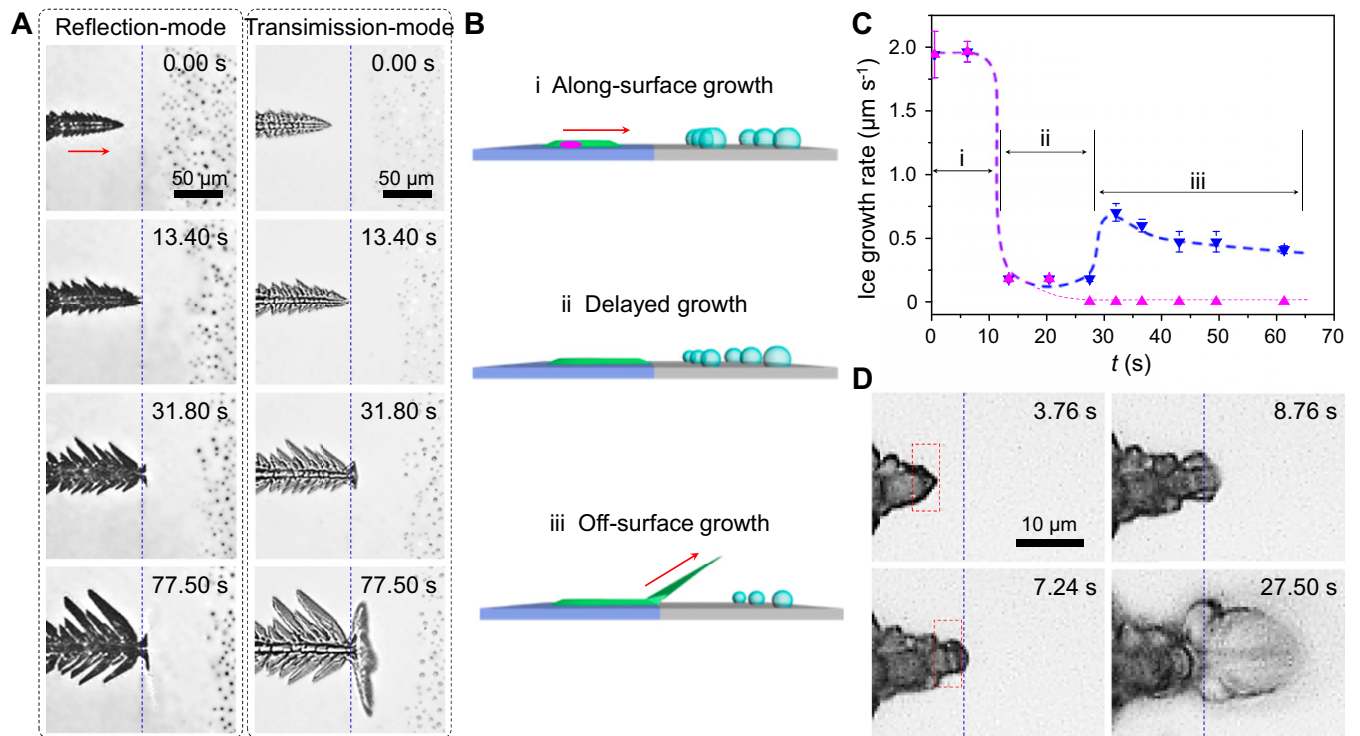 A
Reflection-mode
Transimission-mode
0.00 s
50 µm
0.00 s
50 µm
13.40 s
13.40 s
31.80 s
31.80 s
77.50 s
77.50 s
B
i Along-surface growth
ii Delayed growth
iii Off-surface growth
C
Ice growth rate (µm s⁻¹)
2.0
1.5
1.0
0.5
0
i
ii
iii
0 10 20 30 40 50 60 70
t (s)
D
3.76 s
10 µm
8.76 s
7.24 s
27.50 s